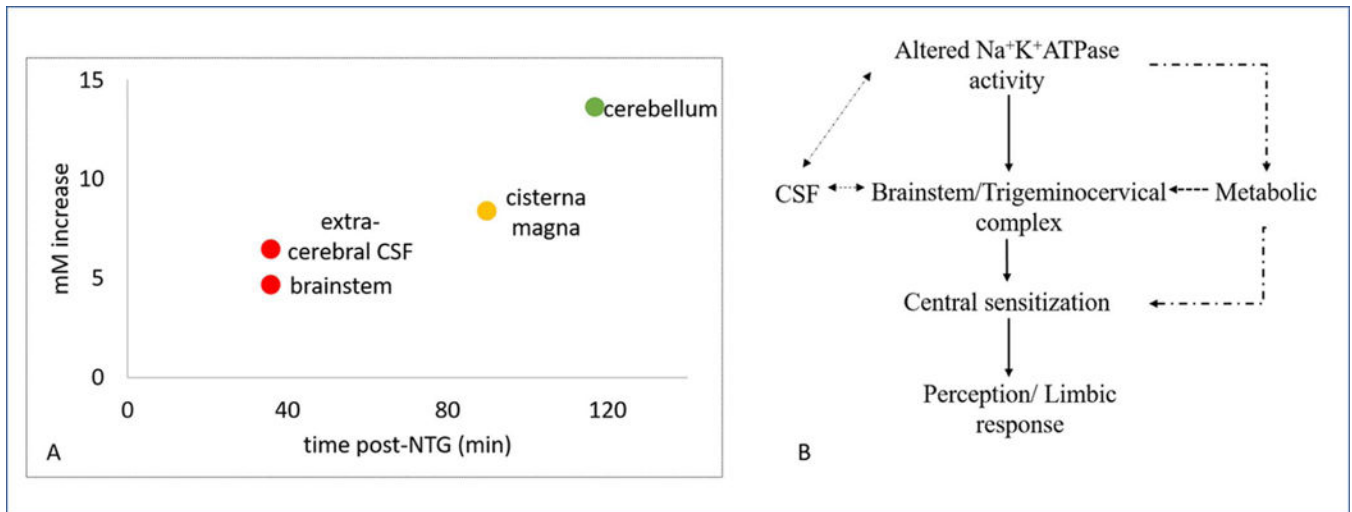 15
10
5
0
mM increase
cerebellum
cisterna
magna
extra-
cerebral CSF
brainstem
0 40 80 120
time post-NTG (min)
A
Altered Na⁺K⁺ATPase
activity
CSF Brainstem/Trigeminocervical Metabolic
complex
Central sensitization
Perception/ Limbic
response
B